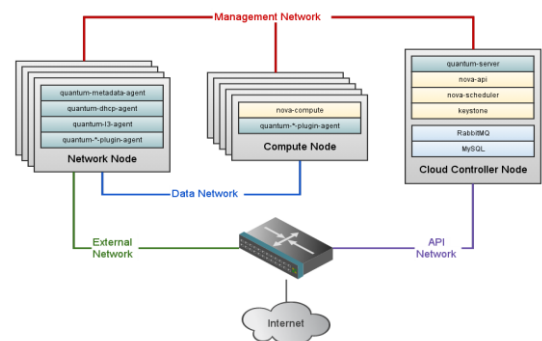 Management Network
quantum-metadata-agent
quantum-dhcp-agent
quantum-l3-agent
quantum-*-plugin-agent
Network Node
nova-compute
quantum-*-plugin-agent
Compute Node
quantum-server
nova-api
nova-scheduler
keystone
RabbitMQ
MySQL
Cloud Controller Node
Data Network
External
Network
API
Network
Internet